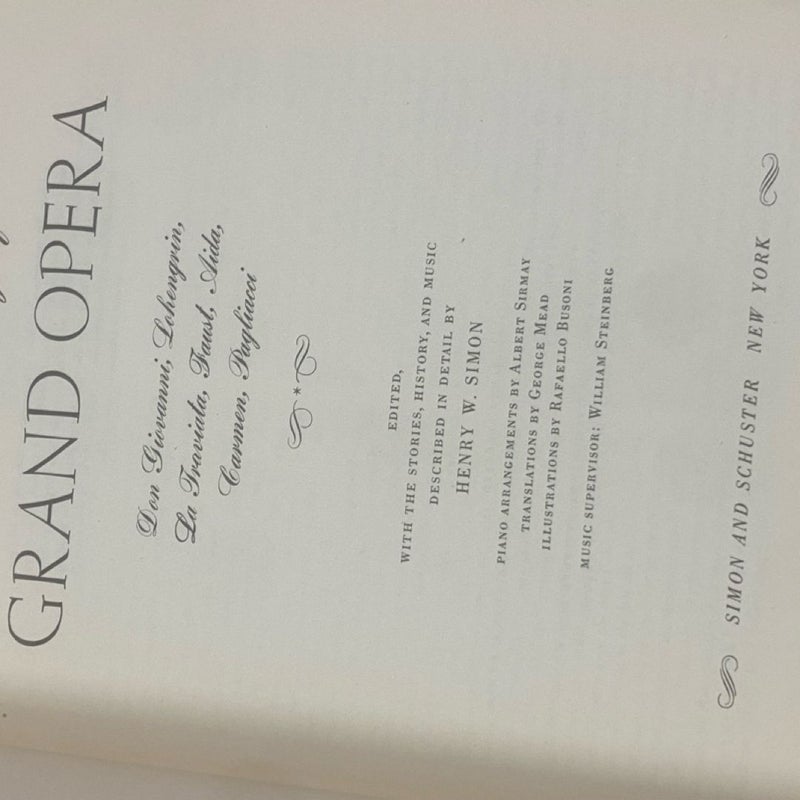 GRAND OPERA
Don Giovanni, Lohengrin,
La Traviata, Faust, Aida,
Carmen, Pagliacci
*
EDITED,
WITH THE STORIES, HISTORY, AND MUSIC
DESCRIBED IN DETAIL BY
HENRY W. SIMON
PIANO ARRANGEMENTS BY ALBERT SIRMAY
TRANSLATIONS BY GEORGE MEAD
ILLUSTRATIONS BY RAFAELLO BUSONI
MUSIC SUPERVISOR: WILLIAM STEINBERG
SIMON AND SCHUSTER NEW YORK